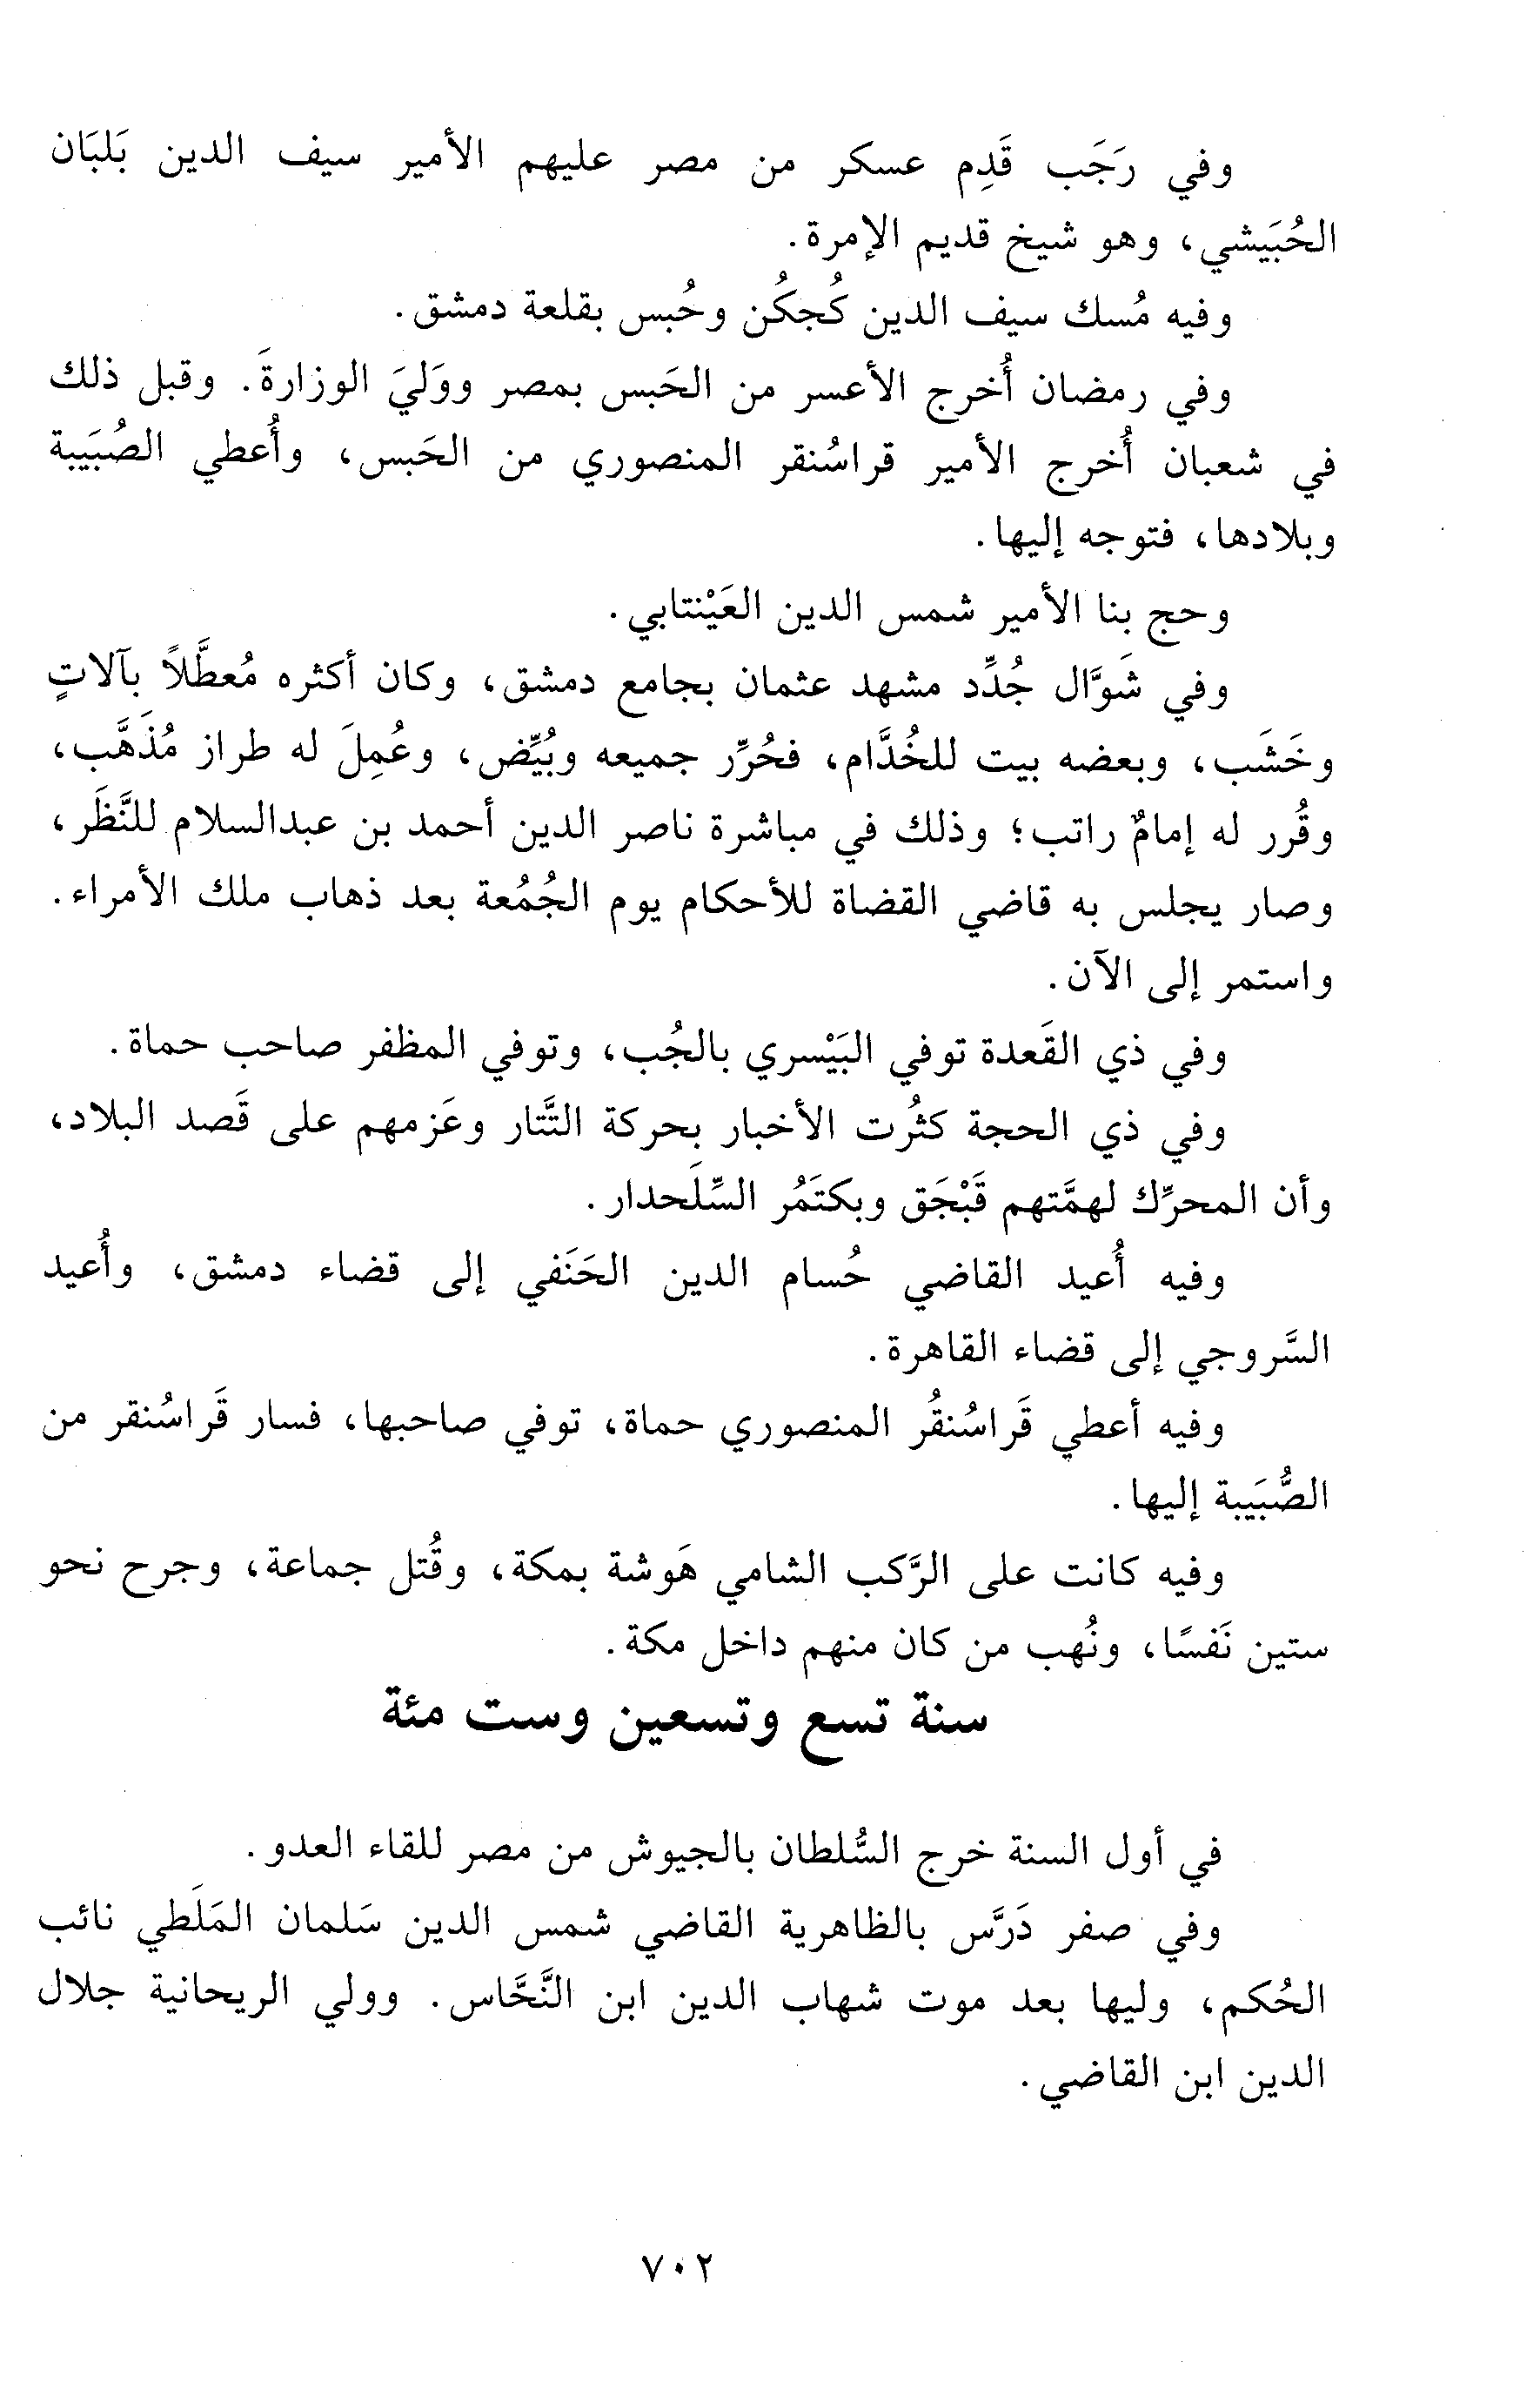 وفي رَجَب قَدِم عسكر من مصر عليهم الأمير سيف الدين بَلبَان
الحُبَيشي، وهو شيخ قديم الإمرة.
وفيه مُسك سيف الدين كُجكُن وحُبس بقلعة دمشق.
وفي رمضان أُخرج الأعسر من الحَبس بمصر ووَليَ الوزارةَ. وقبل ذلك
في شعبان أُخرج الأمير قراسُنقر المنصوري من الحَبس، وأُعطي الصُبَيبة
وبلادها، فتوجه إليها.
وحج بنا الأمير شمس الدين العَيْنتابي.
وفي شَوَّال جُدِّد مشهد عثمان بجامع دمشق، وكان أكثره مُعطَّلاً بآلاتٍ
وخَشَب، وبعضه بيت للخُدَّام، فحُرِّر جميعه وبُيِّض، وعُمِلَ له طراز مُذَهَّب،
وقُرر له إمامٌ راتب؛ وذلك في مباشرة ناصر الدين أحمد بن عبدالسلام للنَّظَر،
وصار يجلس به قاضي القضاة للأحكام يوم الجُمُعة بعد ذهاب ملك الأمراء.
واستمر إلى الآن.
وفي ذي القَعدة توفي البَيْسري بالجُب، وتوفي المظفر صاحب حماة.
وفي ذي الحجة كثُرت الأخبار بحركة التَّتار وعَزمهم على قَصد البلاد،
وأن المحرِّك لهمَّتهم قَبْجَق وبكتَمُر السِّلَحدار.
وفيه أُعيد القاضي حُسام الدين الحَنَفي إلى قضاء دمشق، وأُعيد
السَّروجي إلى قضاء القاهرة.
وفيه أعطي قَراسُنقُر المنصوري حماة، توفي صاحبها، فسار قَراسُنقر من
الصُّبَيبة إليها.
وفيه كانت على الرَّكب الشامي هَوشة بمكة، وقُتل جماعة، وجرح نحو
ستين نَفسًا، ونُهب من كان منهم داخل مكة.
سنة تسع وتسعين وست مئة
في أول السنة خرج السُّلطان بالجيوش من مصر للقاء العدو.
وفي صفر دَرَّس بالظاهرية القاضي شمس الدين سَلمان المَلَطي نائب
الحُكم، وليها بعد موت شهاب الدين ابن النَّحَّاس. وولي الريحانية جلال
الدين ابن القاضي.
٧٠٢